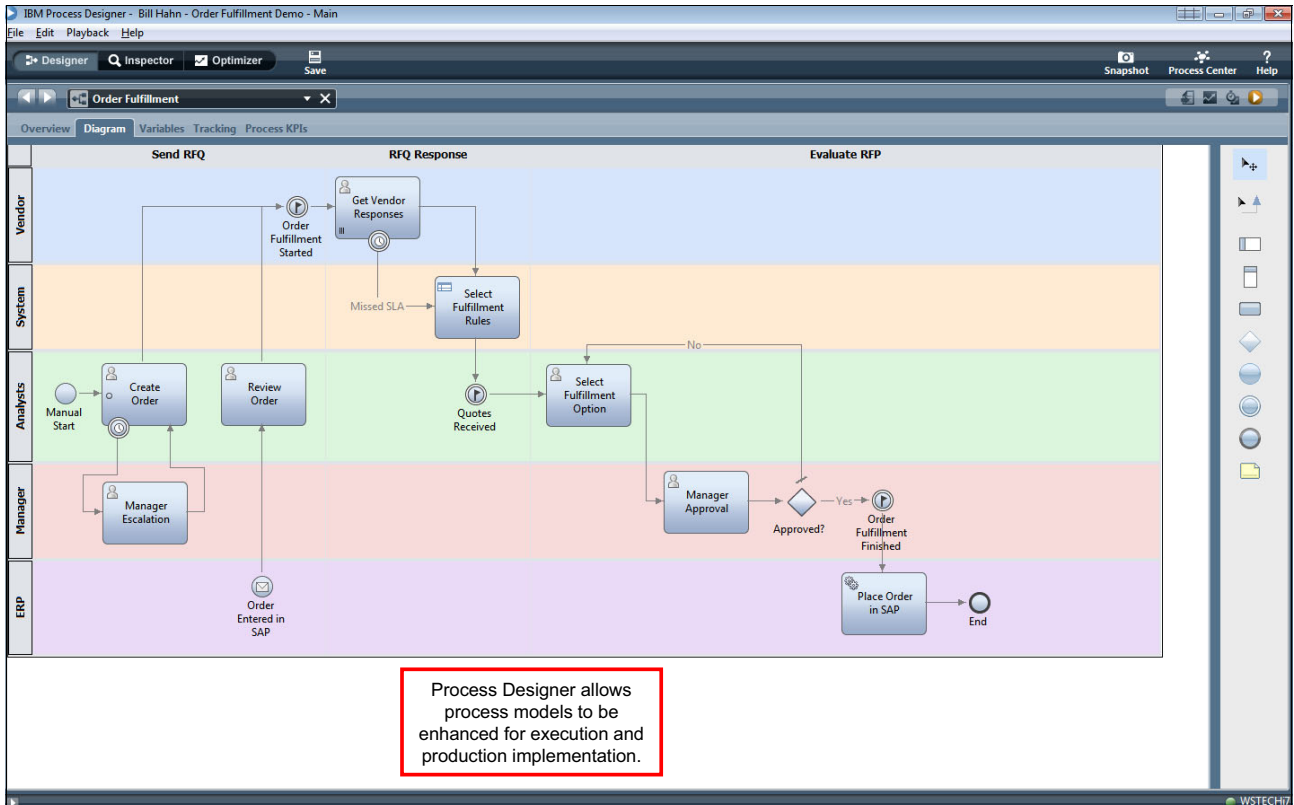 IBM Process Designer - Bill Hahn - Order Fulfillment Demo - Main
File Edit Playback Help
Designer Inspector Optimizer
Save
Snapshot Process Center Help
Order Fulfillment
Overview Diagram Variables Tracking Process KPIs
Send RFQ RFQ Response Evaluate RFP
Vendor
Order
Fulfillment
Started
Get Vendor
Responses
System
Missed SLA
Select
Fulfillment
Rules
No
Analysts
Manual
Start
Create
Order
Review
Order
Quotes
Received
Select
Fulfillment
Option
Manager
Manager
Escalation
Manager
Approval
Approved?
Yes
Order
Fulfillment
Finished
ERP
Order
Entered in
SAP
Place Order
in SAP
End
Process Designer allows
process models to be
enhanced for execution and
production implementation.
WSTECHi7